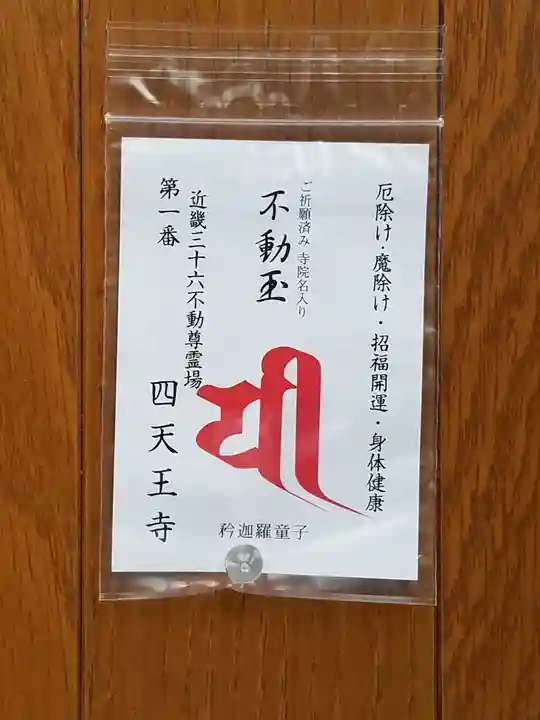 厄除け・魔除け・招福開運・身体健康
ご祈願済み 寺院名入り
不動玉
近畿三十六不動尊霊場
第一番
四天王寺
矜迦羅童子